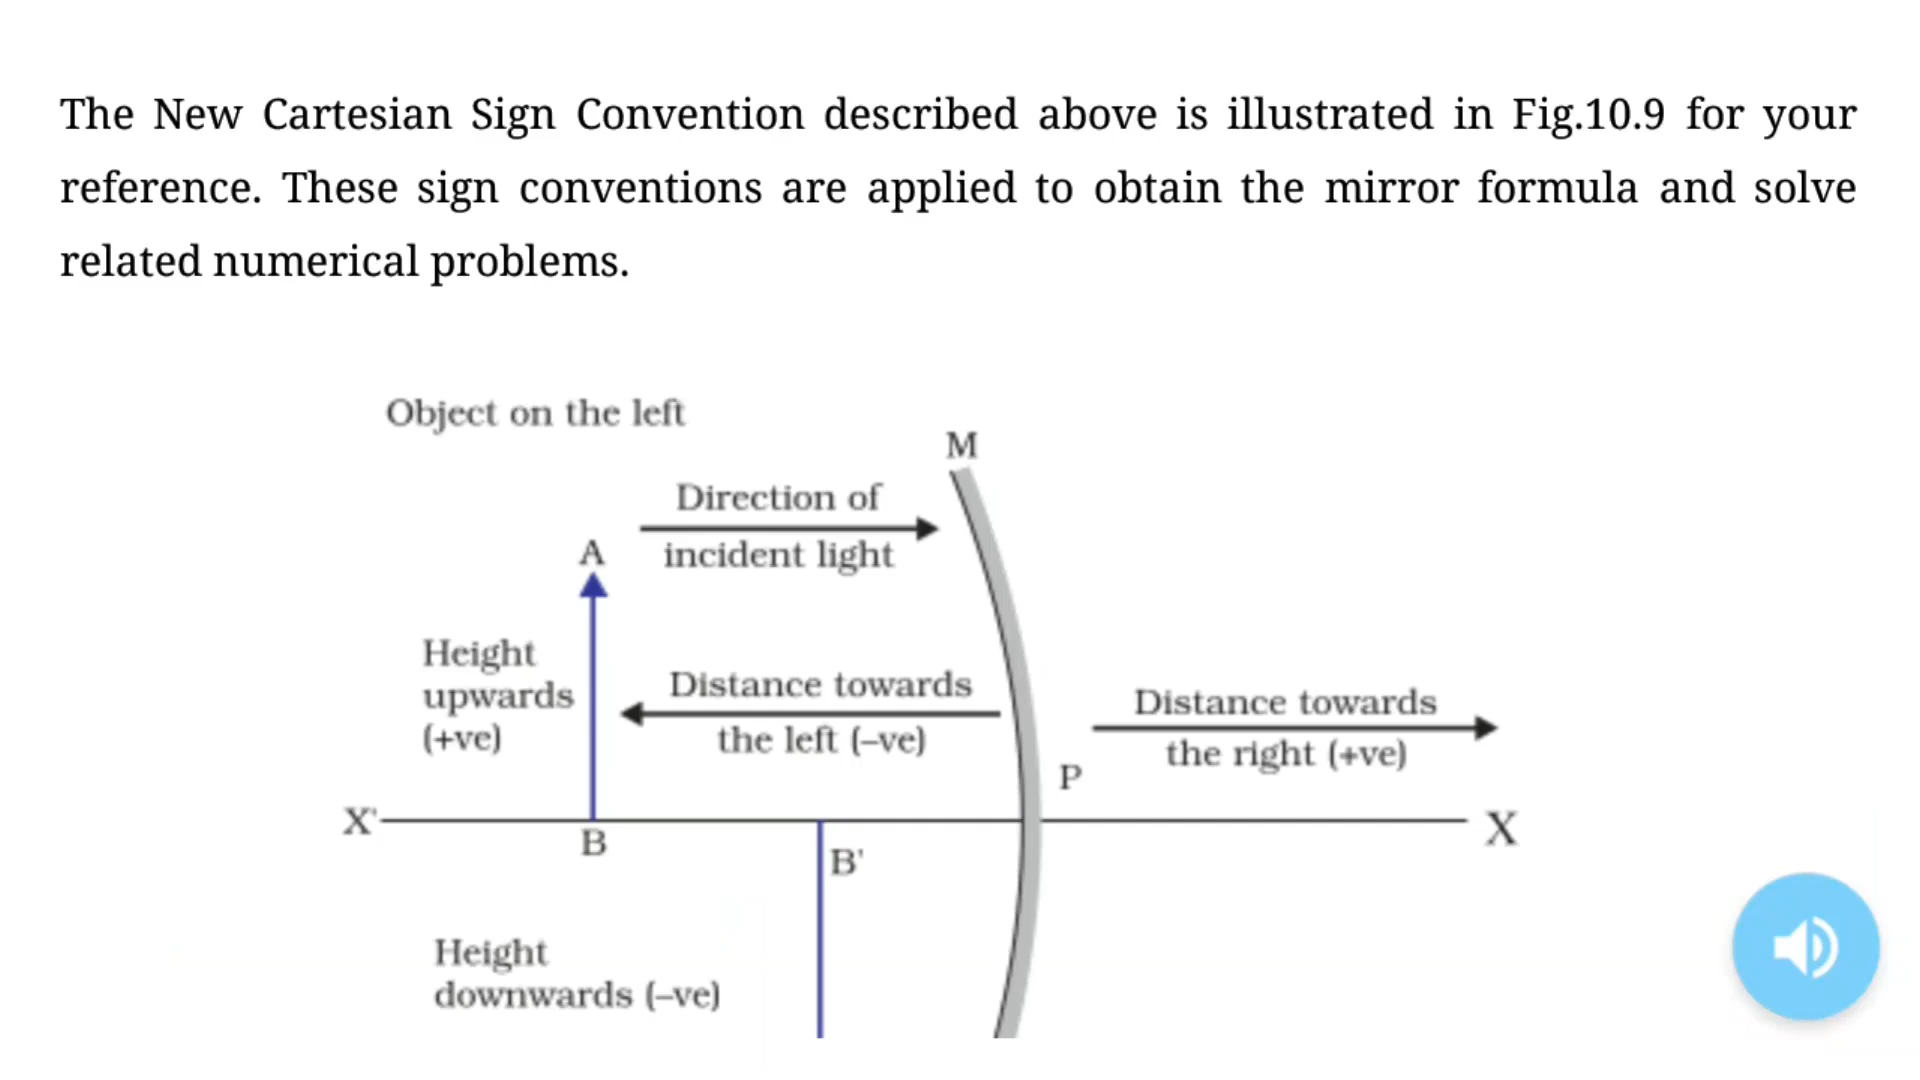 The New Cartesian Sign Convention described above is illustrated in Fig.10.9 for your
reference. These sign conventions are applied to obtain the mirror formula and solve
related numerical problems.
Object on the left
M
Direction of
incident light
A
Height
upwards
(+ve)
Distance towards
the left (–ve)
Distance towards
the right (+ve)
P
X'
X
B
B'
Height
downwards (–ve)